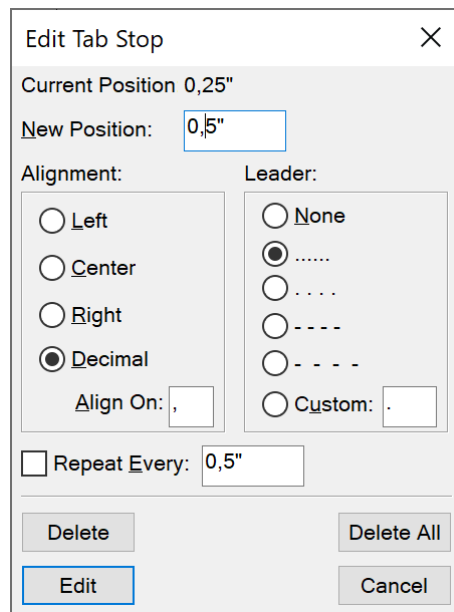 Edit Tab Stop
Current Position 0,25"
New Position: 0,5"
Alignment: Leader:
Left
Center
Right
Decimal
Align On: ,
None
......
. . . .
- - - -
-  -  -  -
Custom: .
Repeat Every: 0,5"
Delete Delete All
Edit Cancel